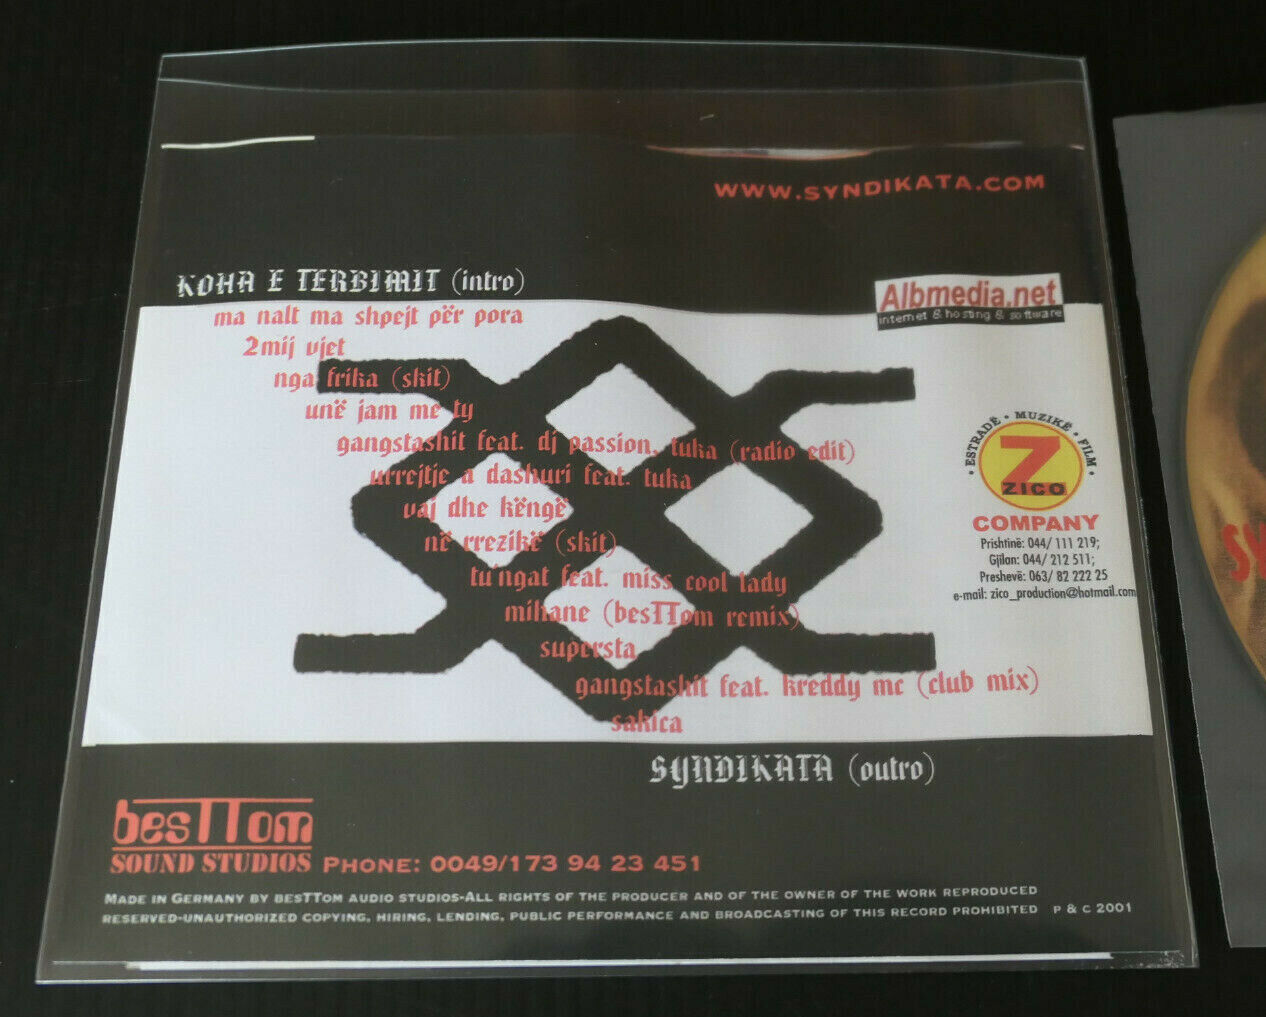 WWW.SYNDIKATA.COM
KOHA E TERBIMIT (intro)
ma nalt ma shpejt për pora
2mij vjet
nga frika (skit)
unë jam me ty
gangstashit feat. dj passion, tuka (radio edit)
urrejtje a dashuri feat. tuka
vaj dhe këngë
në rrezikë (skit)
tu'ngat feat. miss cool lady
mihane (besTTom remix)
supersta
gangstashit feat. kreddy mc (club mix)
sakica
SYNDIKATA (outro)
Albmedia.net
internet & hosting & software
• ESTRADË • MUZIKË • FILM •
Z
ZICO
COMPANY
Prishtinë: 044/ 111 219;
Gjilan: 044/ 212 511;
Preshevë: 063/ 82 222 25
e-mail: zico_production@hotmail.com
besTTom
SOUND STUDIOS PHONE: 0049/173 94 23 451
MADE IN GERMANY BY BESTTOM AUDIO STUDIOS-ALL RIGHTS OF THE PRODUCER AND OF THE OWNER OF THE WORK REPRODUCED
RESERVED-UNAUTHORIZED COPYING, HIRING, LENDING, PUBLIC PERFORMANCE AND BROADCASTING OF THIS RECORD PROHIBITED P & C 2001